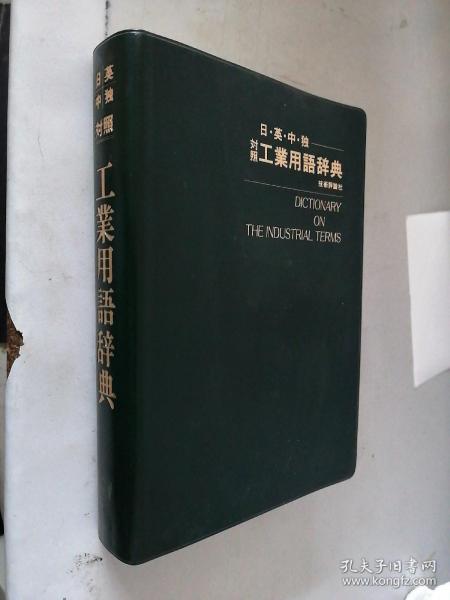 日英
中独
対照
工業用語辞典
日・英・中・独
対照 工業用語辞典
技術評論社
DICTIONARY
ON
THE INDUSTRIAL TERMS
孔夫子旧书网
www.kongfz.com